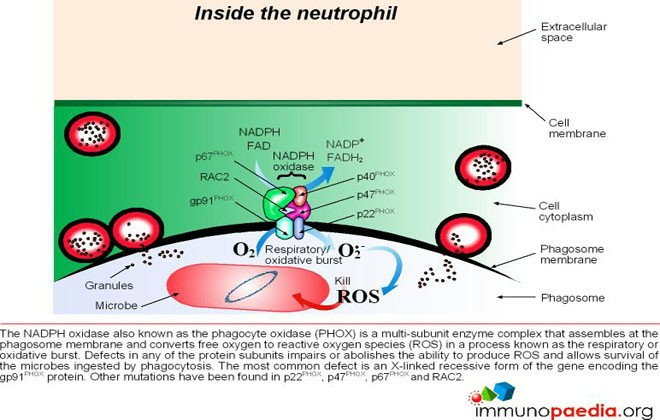 Inside the neutrophil
Extracellular
space
Cell
membrane
NADPH
FAD
NADP⁺
FADH₂
NADPH
oxidase
p67ᴾᴴᴼˣ
RAC2
gp91ᴾᴴᴼˣ
p40ᴾᴴᴼˣ
p47ᴾᴴᴼˣ
p22ᴾᴴᴼˣ
Cell
cytoplasm
O₂
Respiratory/
oxidative burst
O₂⁻
Phagosome
membrane
Granules
Microbe
Kill
ROS
Phagosome
The NADPH oxidase also known as the phagocyte oxidase (PHOX) is a multi-subunit enzyme complex that assembles at the
phagosome membrane and converts free oxygen to reactive oxygen species (ROS) in a process known as the respiratory or
oxidative burst. Defects in any of the protein subunits impairs or abolishes the ability to produce ROS and allows survival of
the microbes ingested by phagocytosis. The most common defect is an X-linked recessive form of the gene encoding the
gp91ᴾᴴᴼˣ protein. Other mutations have been found in p22ᴾᴴᴼˣ, p47ᴾᴴᴼˣ, p67ᴾᴴᴼˣ and RAC2.
immunopaedia.org